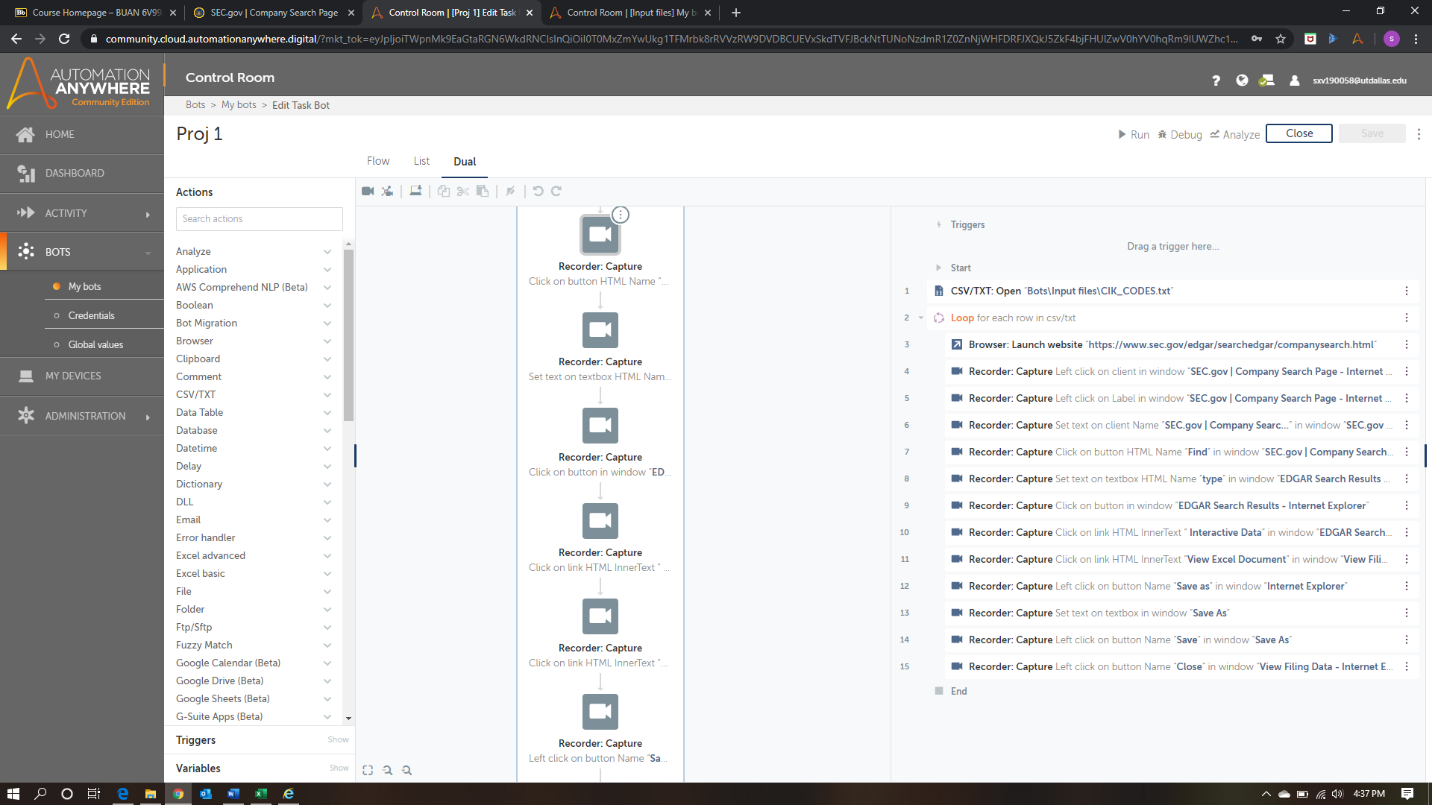 Course Homepage – BUAN 6V99
SEC.gov | Company Search Page
Control Room | [Proj 1] Edit Task
Control Room | [Input files] My b
community.cloud.automationanywhere.digital/
AUTOMATION
ANYWHERE
Community Edition
Control Room
sxv190058@utdallas.edu
Bots > My bots > Edit Task Bot
HOME
DASHBOARD
ACTIVITY
BOTS
My bots
Credentials
Global values
MY DEVICES
ADMINISTRATION
Proj 1
Run Debug Analyze Close Save
Flow List Dual
Actions
Search actions
Analyze
Application
AWS Comprehend NLP (Beta)
Boolean
Bot Migration
Browser
Clipboard
Comment
CSV/TXT
Data Table
Database
Datetime
Delay
Dictionary
DLL
Email
Error handler
Excel advanced
Excel basic
File
Folder
Ftp/Sftp
Fuzzy Match
Google Calendar (Beta)
Google Drive (Beta)
Google Sheets (Beta)
G-Suite Apps (Beta)
Triggers Show
Variables Show
Recorder: Capture
Click on button HTML Name "...
Recorder: Capture
Set text on textbox HTML Nam...
Recorder: Capture
Click on button in window "ED...
Recorder: Capture
Click on link HTML InnerText " ...
Recorder: Capture
Click on link HTML InnerText "...
Recorder: Capture
Left click on button Name "Sa...
Triggers
Drag a trigger here...
Start
1 CSV/TXT: Open "Bots\Input files\CIK_CODES.txt"
2 Loop for each row in csv/txt
3 Browser: Launch website "https://www.sec.gov/edgar/searchedgar/companysearch.html"
4 Recorder: Capture Left click on client in window "SEC.gov | Company Search Page - Internet ...
5 Recorder: Capture Left click on Label in window "SEC.gov | Company Search Page - Internet ...
6 Recorder: Capture Set text on client Name "SEC.gov | Company Searc..." in window "SEC.gov ...
7 Recorder: Capture Click on button HTML Name "Find" in window "SEC.gov | Company Search...
8 Recorder: Capture Set text on textbox HTML Name "type" in window "EDGAR Search Results ...
9 Recorder: Capture Click on button in window "EDGAR Search Results - Internet Explorer"
10 Recorder: Capture Click on link HTML InnerText " Interactive Data" in window "EDGAR Search...
11 Recorder: Capture Click on link HTML InnerText "View Excel Document" in window "View Fili...
12 Recorder: Capture Left click on button Name "Save as" in window "Internet Explorer"
13 Recorder: Capture Set text on textbox in window "Save As"
14 Recorder: Capture Left click on button Name "Save" in window "Save As"
15 Recorder: Capture Left click on button Name "Close" in window "View Filing Data - Internet E...
End
4:37 PM